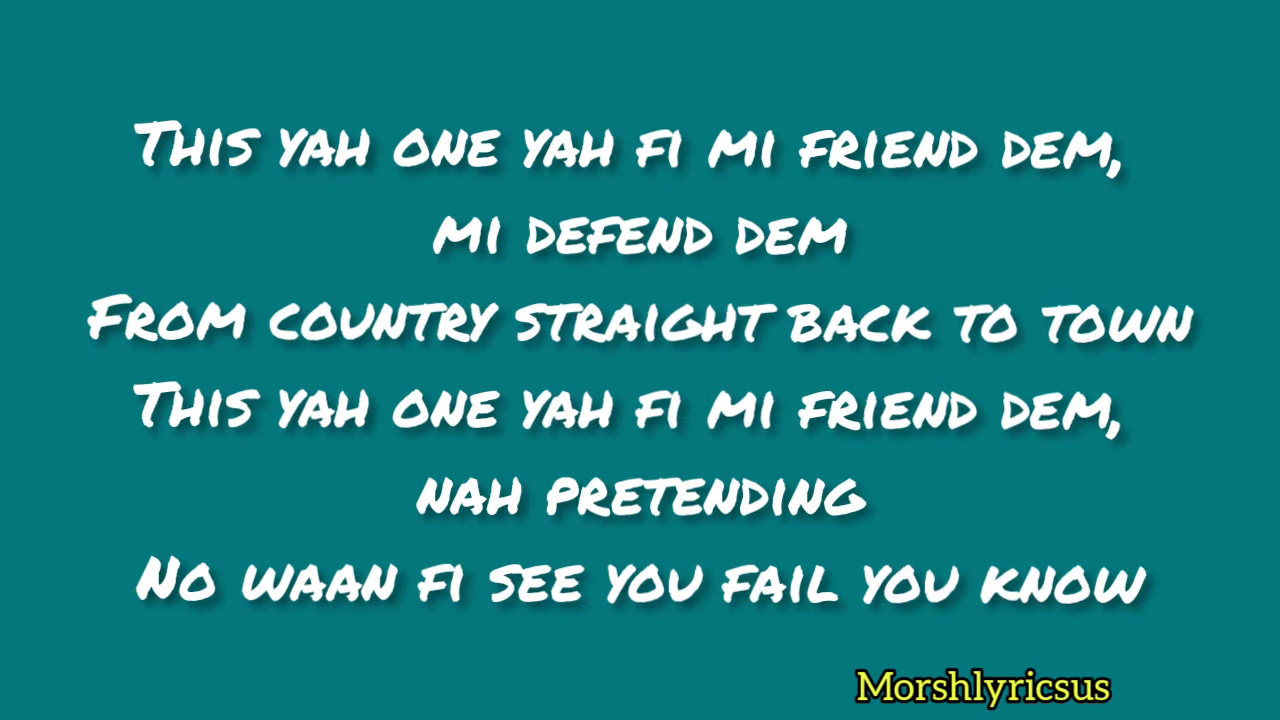 This yah one yah fi mi friend dem,
mi defend dem
From country straight back to town
This yah one yah fi mi friend dem,
nah pretending
No waan fi see you fail you know
Morshlyricsus